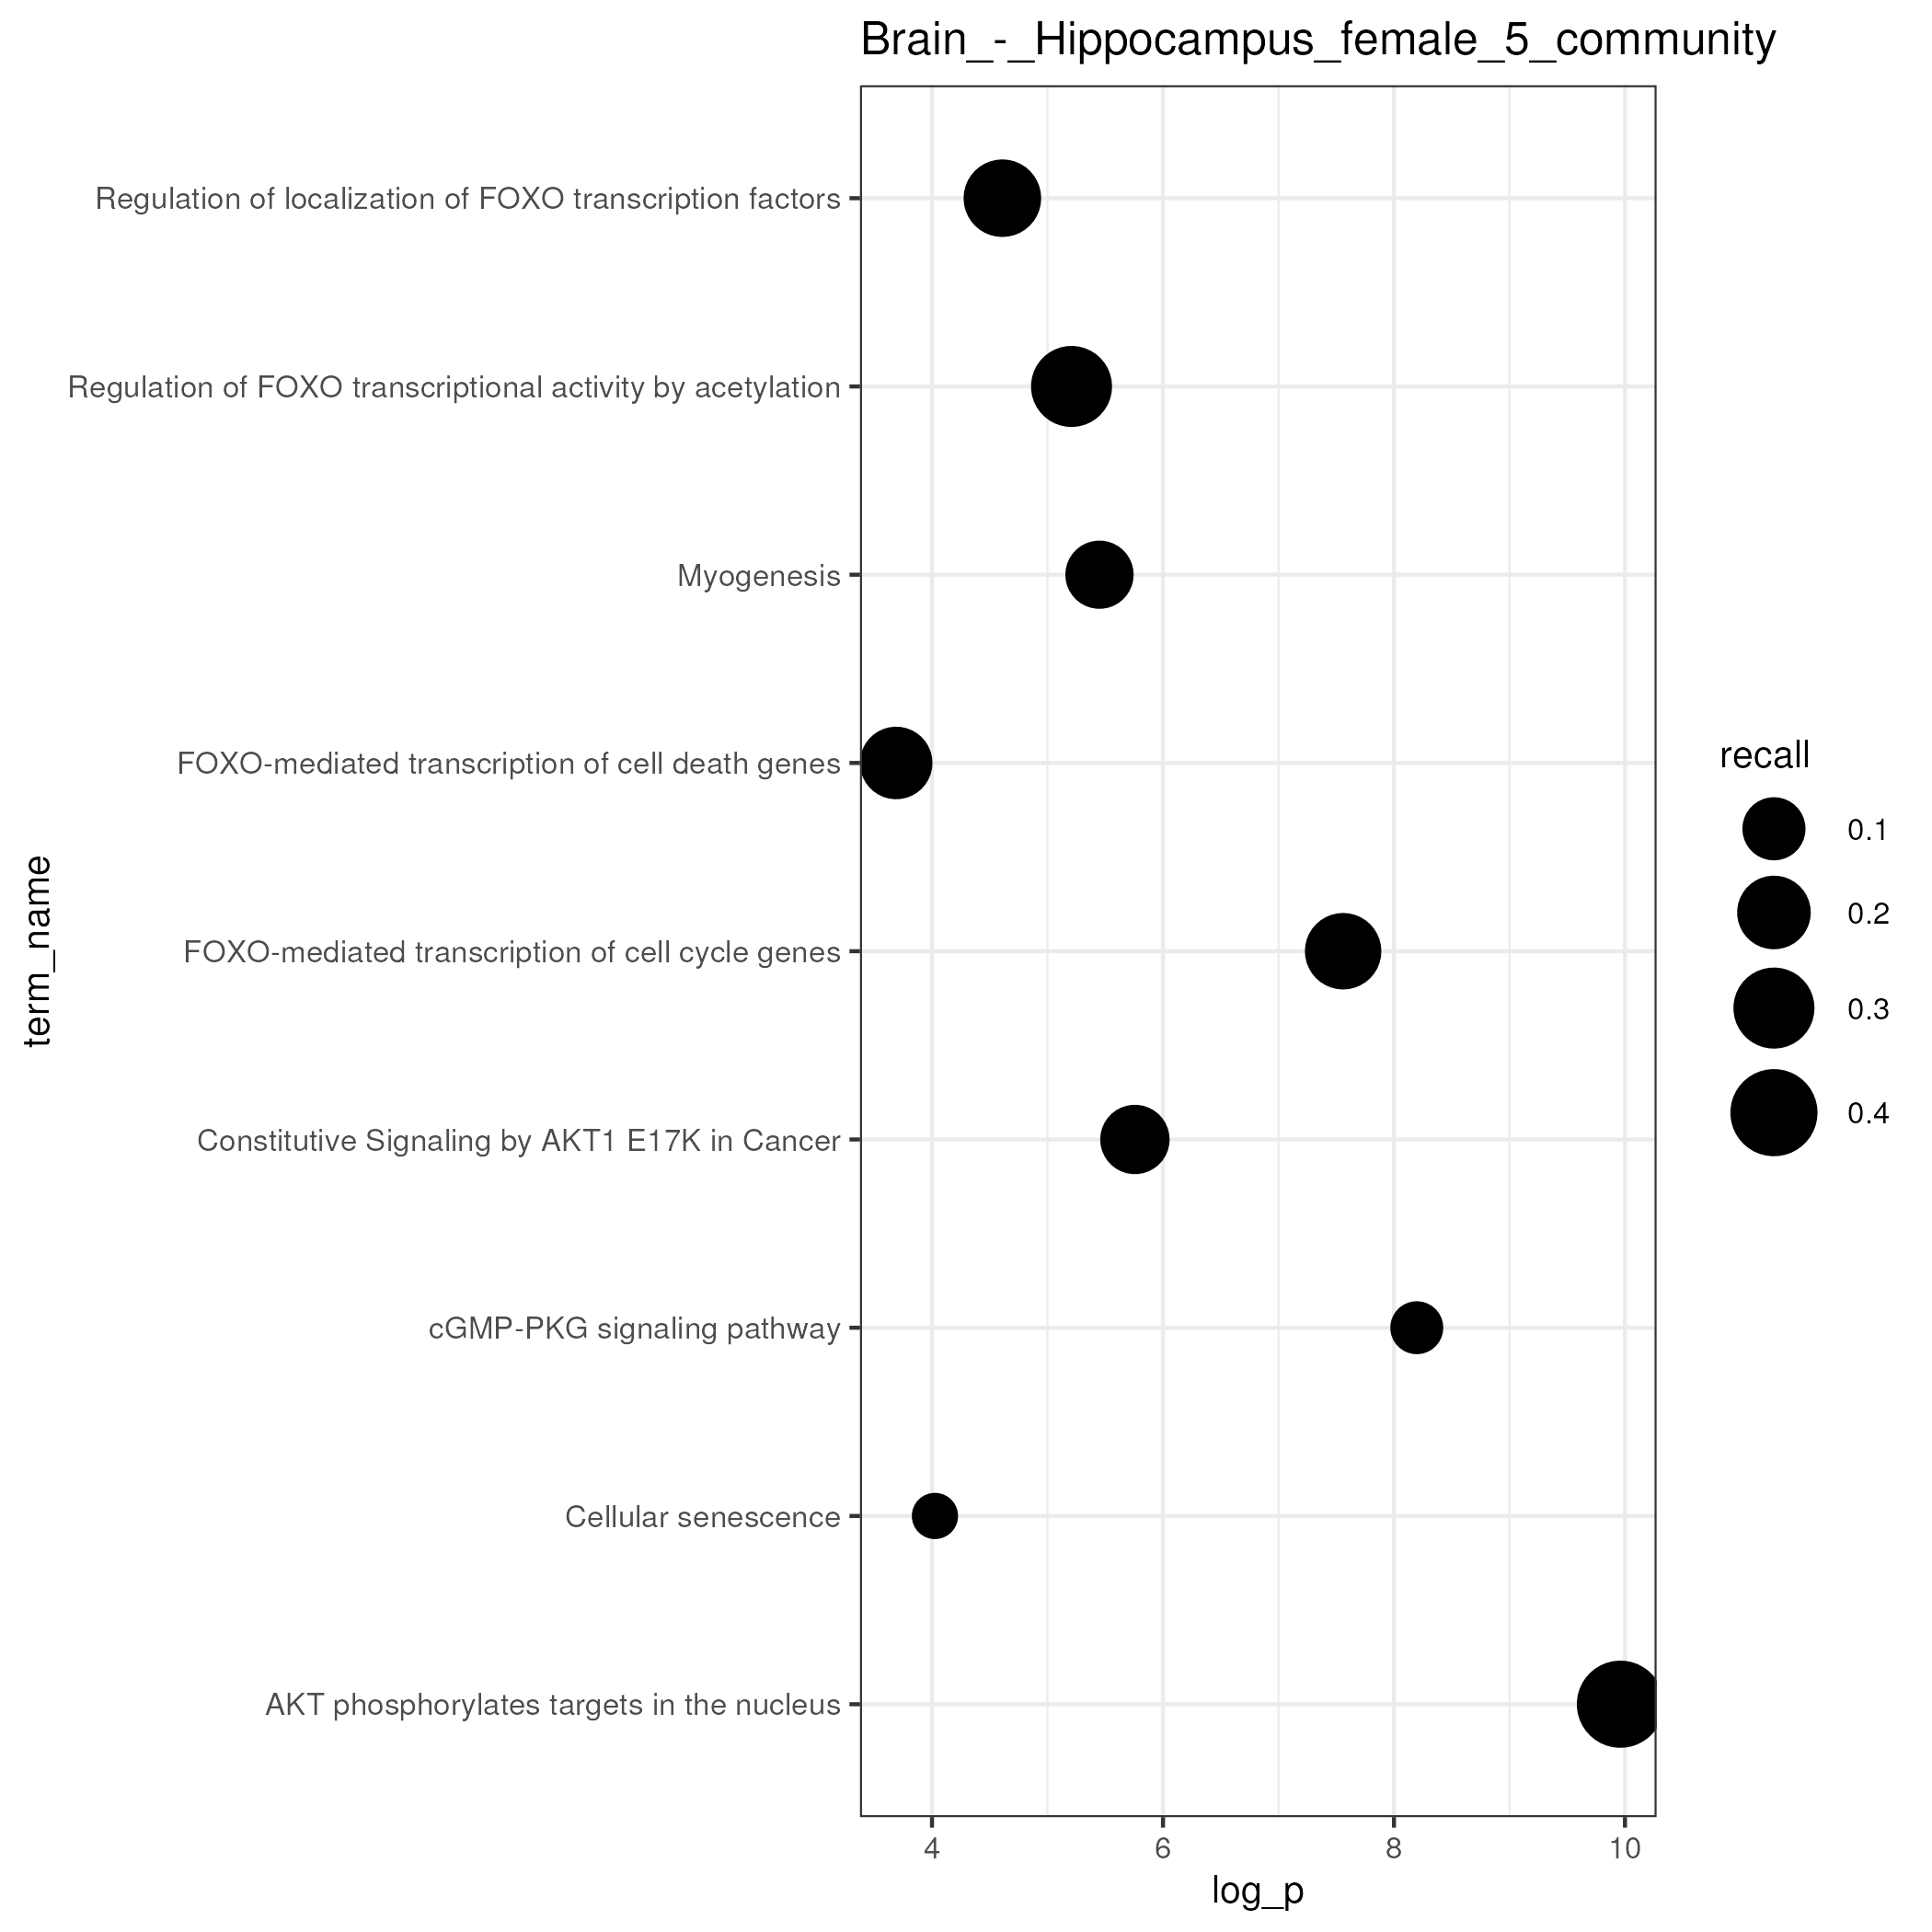 Brain_-_Hippocampus_female_5_community
Regulation of localization of FOXO transcription factors
Regulation of FOXO transcriptional activity by acetylation
Myogenesis
FOXO-mediated transcription of cell death genes
FOXO-mediated transcription of cell cycle genes
Constitutive Signaling by AKT1 E17K in Cancer
cGMP-PKG signaling pathway
Cellular senescence
AKT phosphorylates targets in the nucleus
term_name
4 6 8 10
log_p
recall
0.1
0.2
0.3
0.4